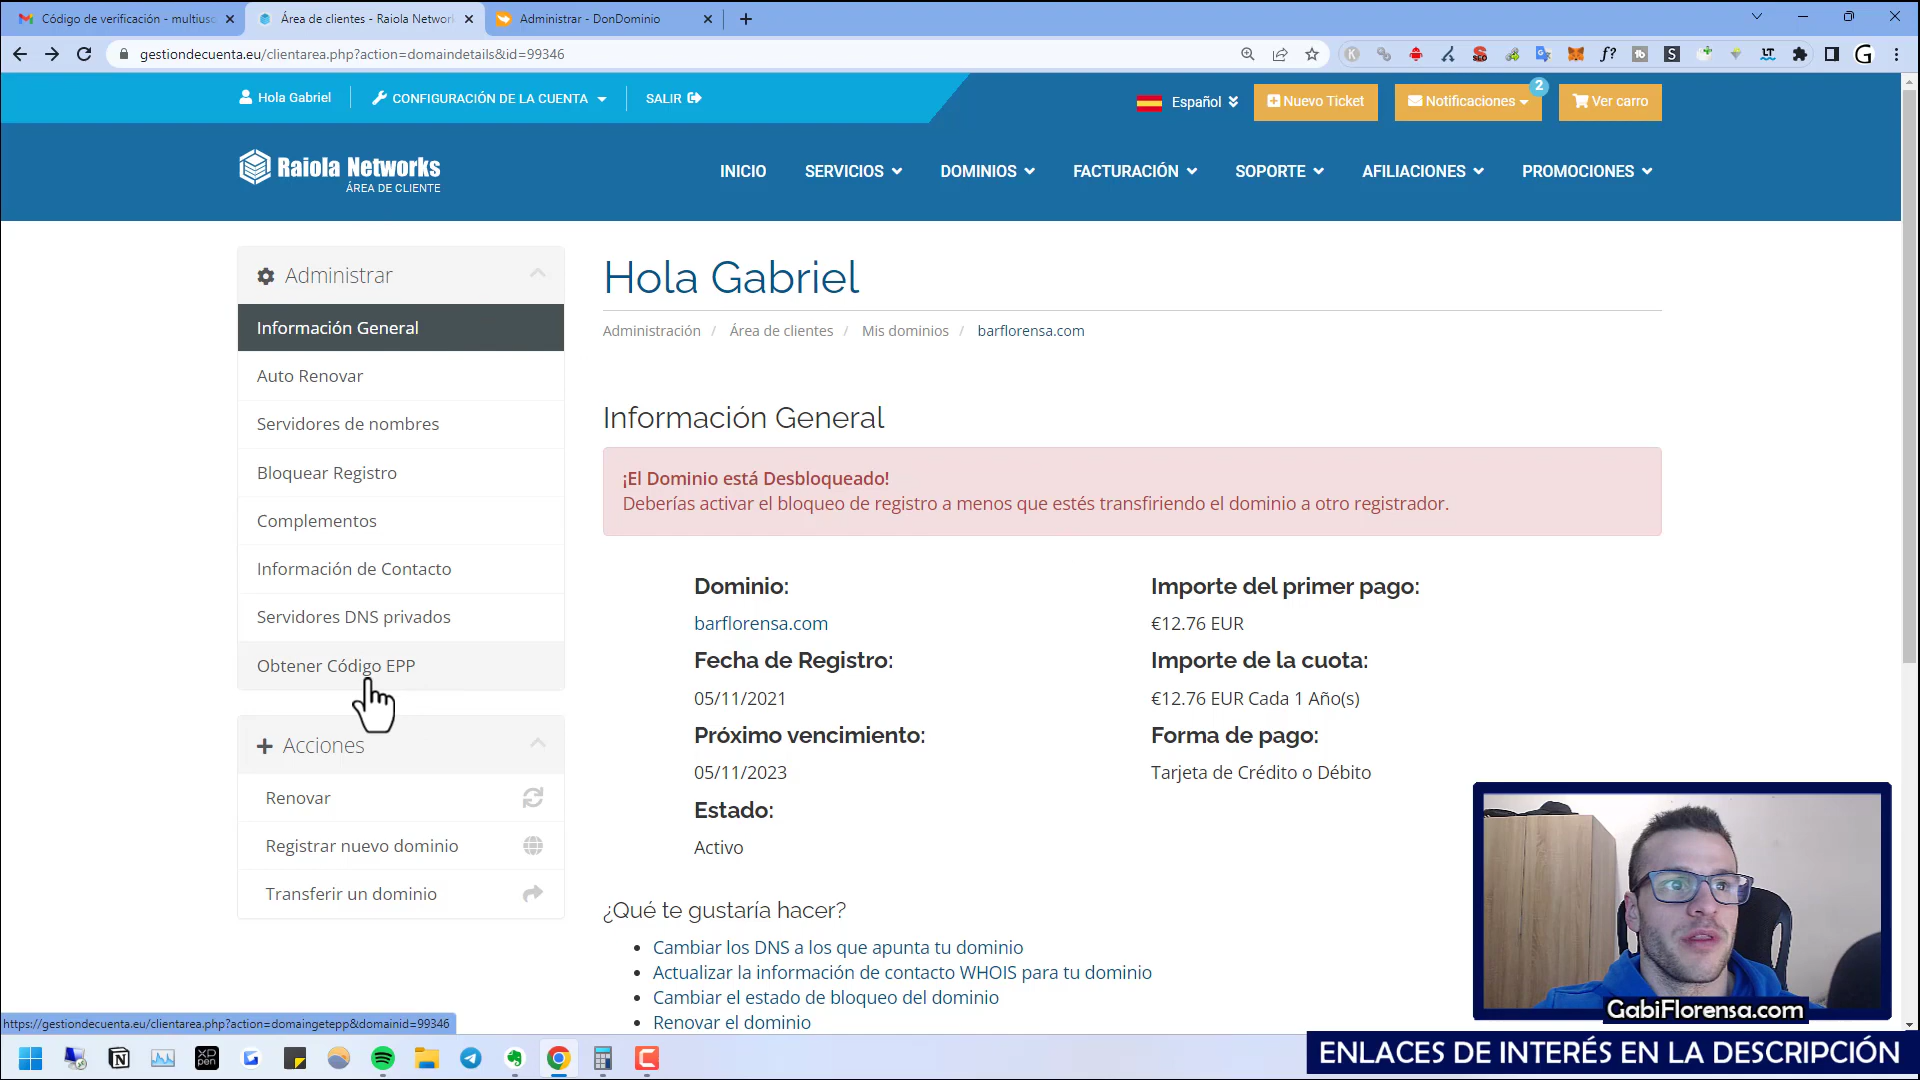 Código de verificación - multiuso
Área de clientes - Raiola Network
Administrar - DonDominio
gestiondecuenta.eu/clientarea.php?action=domaindetails&id=99346
Hola Gabriel
CONFIGURACIÓN DE LA CUENTA
SALIR
Español
Nuevo Ticket
Notificaciones
2
Ver carro
Raiola Networks
ÁREA DE CLIENTE
INICIO
SERVICIOS
DOMINIOS
FACTURACIÓN
SOPORTE
AFILIACIONES
PROMOCIONES
Administrar
Información General
Auto Renovar
Servidores de nombres
Bloquear Registro
Complementos
Información de Contacto
Servidores DNS privados
Obtener Código EPP
Acciones
Renovar
Registrar nuevo dominio
Transferir un dominio
Hola Gabriel
Administración / Área de clientes / Mis dominios / barflorensa.com
Información General
¡El Dominio está Desbloqueado!
Deberías activar el bloqueo de registro a menos que estés transfiriendo el dominio a otro registrador.
Dominio:
barflorensa.com
Fecha de Registro:
05/11/2021
Próximo vencimiento:
05/11/2023
Estado:
Activo
Importe del primer pago:
€12.76 EUR
Importe de la cuota:
€12.76 EUR Cada 1 Año(s)
Forma de pago:
Tarjeta de Crédito o Débito
¿Qué te gustaría hacer?
Cambiar los DNS a los que apunta tu dominio
Actualizar la información de contacto WHOIS para tu dominio
Cambiar el estado de bloqueo del dominio
Renovar el dominio
https://gestiondecuenta.eu/clientarea.php?action=domaingetepp&domainid=99346
GabiFlorensa.com
ENLACES DE INTERÉS EN LA DESCRIPCIÓN